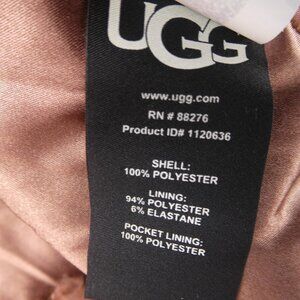 UGG
www.ugg.com
RN # 88276
Product ID# 1120636
SHELL:
100% POLYESTER
LINING:
94% POLYESTER
6% ELASTANE
POCKET LINING:
100% POLYESTER